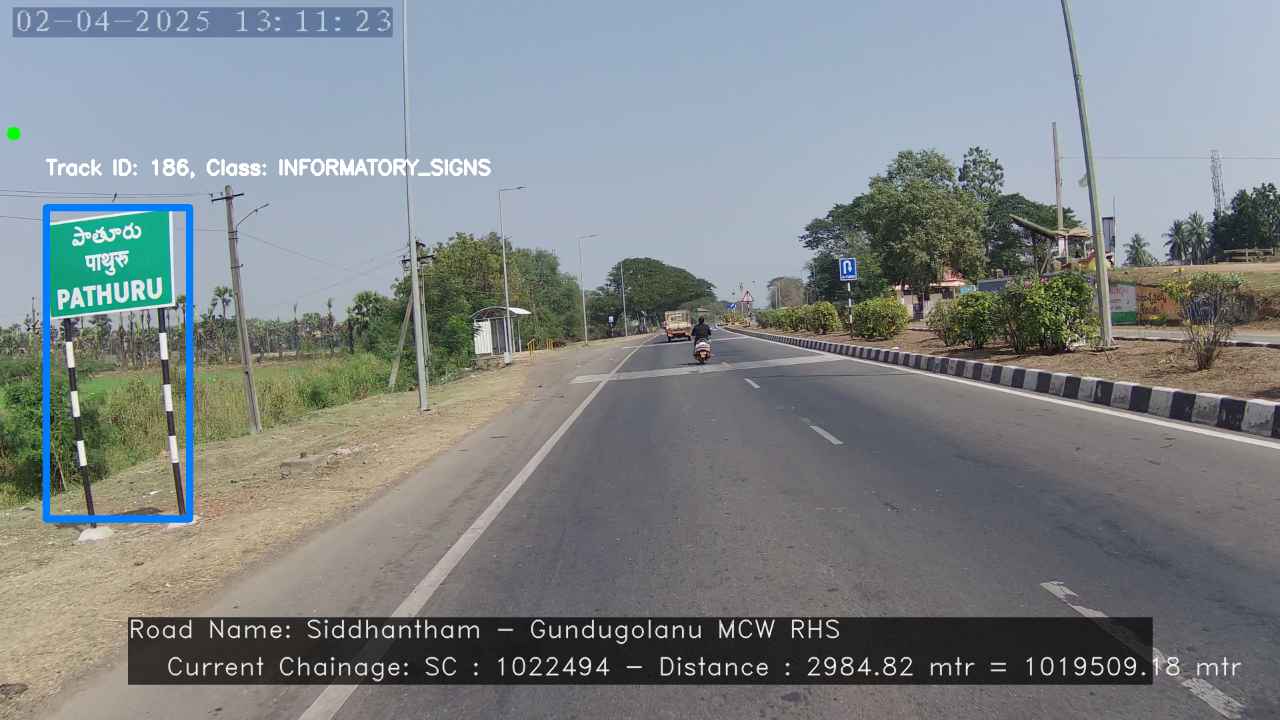 02-04-2025 13:11:23
Track ID: 186, Class: INFORMATORY_SIGNS
పాతూరు
पाथुरु
PATHURU
Road Name: Siddhantham - Gundugolanu MCW RHS
Current Chainage: SC : 1022494 - Distance : 2984.82 mtr = 1019509.18 mtr